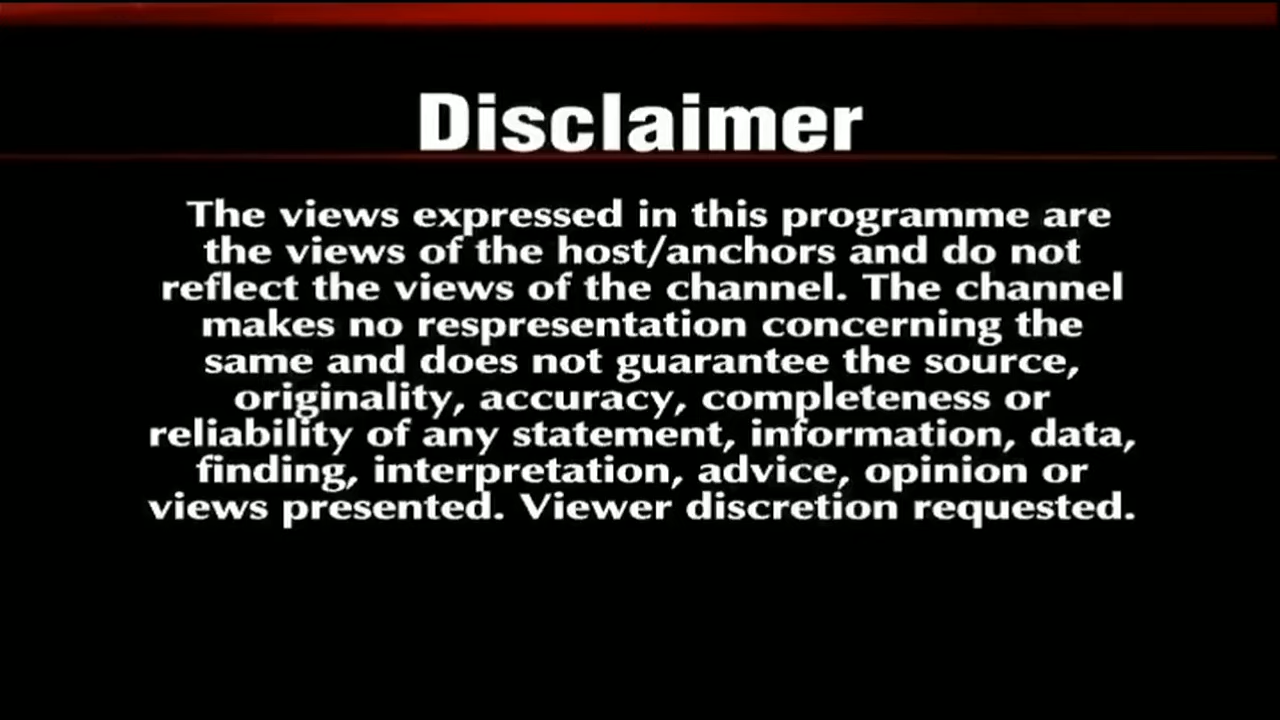 Disclaimer
The views expressed in this programme are
the views of the host/anchors and do not
reflect the views of the channel. The channel
makes no respresentation concerning the
same and does not guarantee the source,
originality, accuracy, completeness or
reliability of any statement, information, data,
finding, interpretation, advice, opinion or
views presented. Viewer discretion requested.